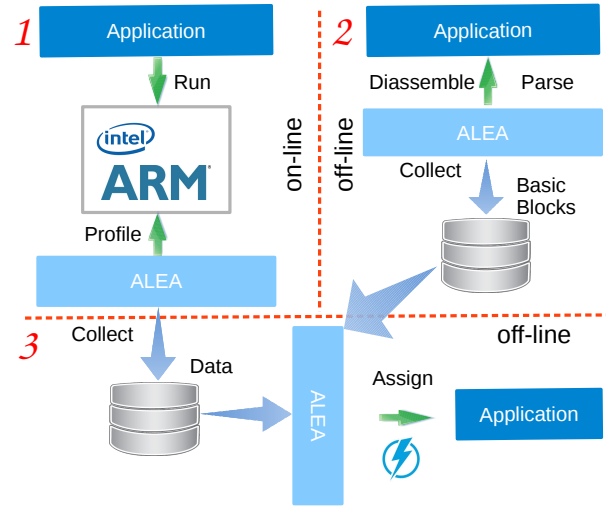 1
Application
Run
intel
ARM
Profile
ALEA
on-line
2
Application
Diassemble
Parse
ALEA
off-line
Collect
Basic
Blocks
3
Collect
Data
ALEA
off-line
Assign
Application